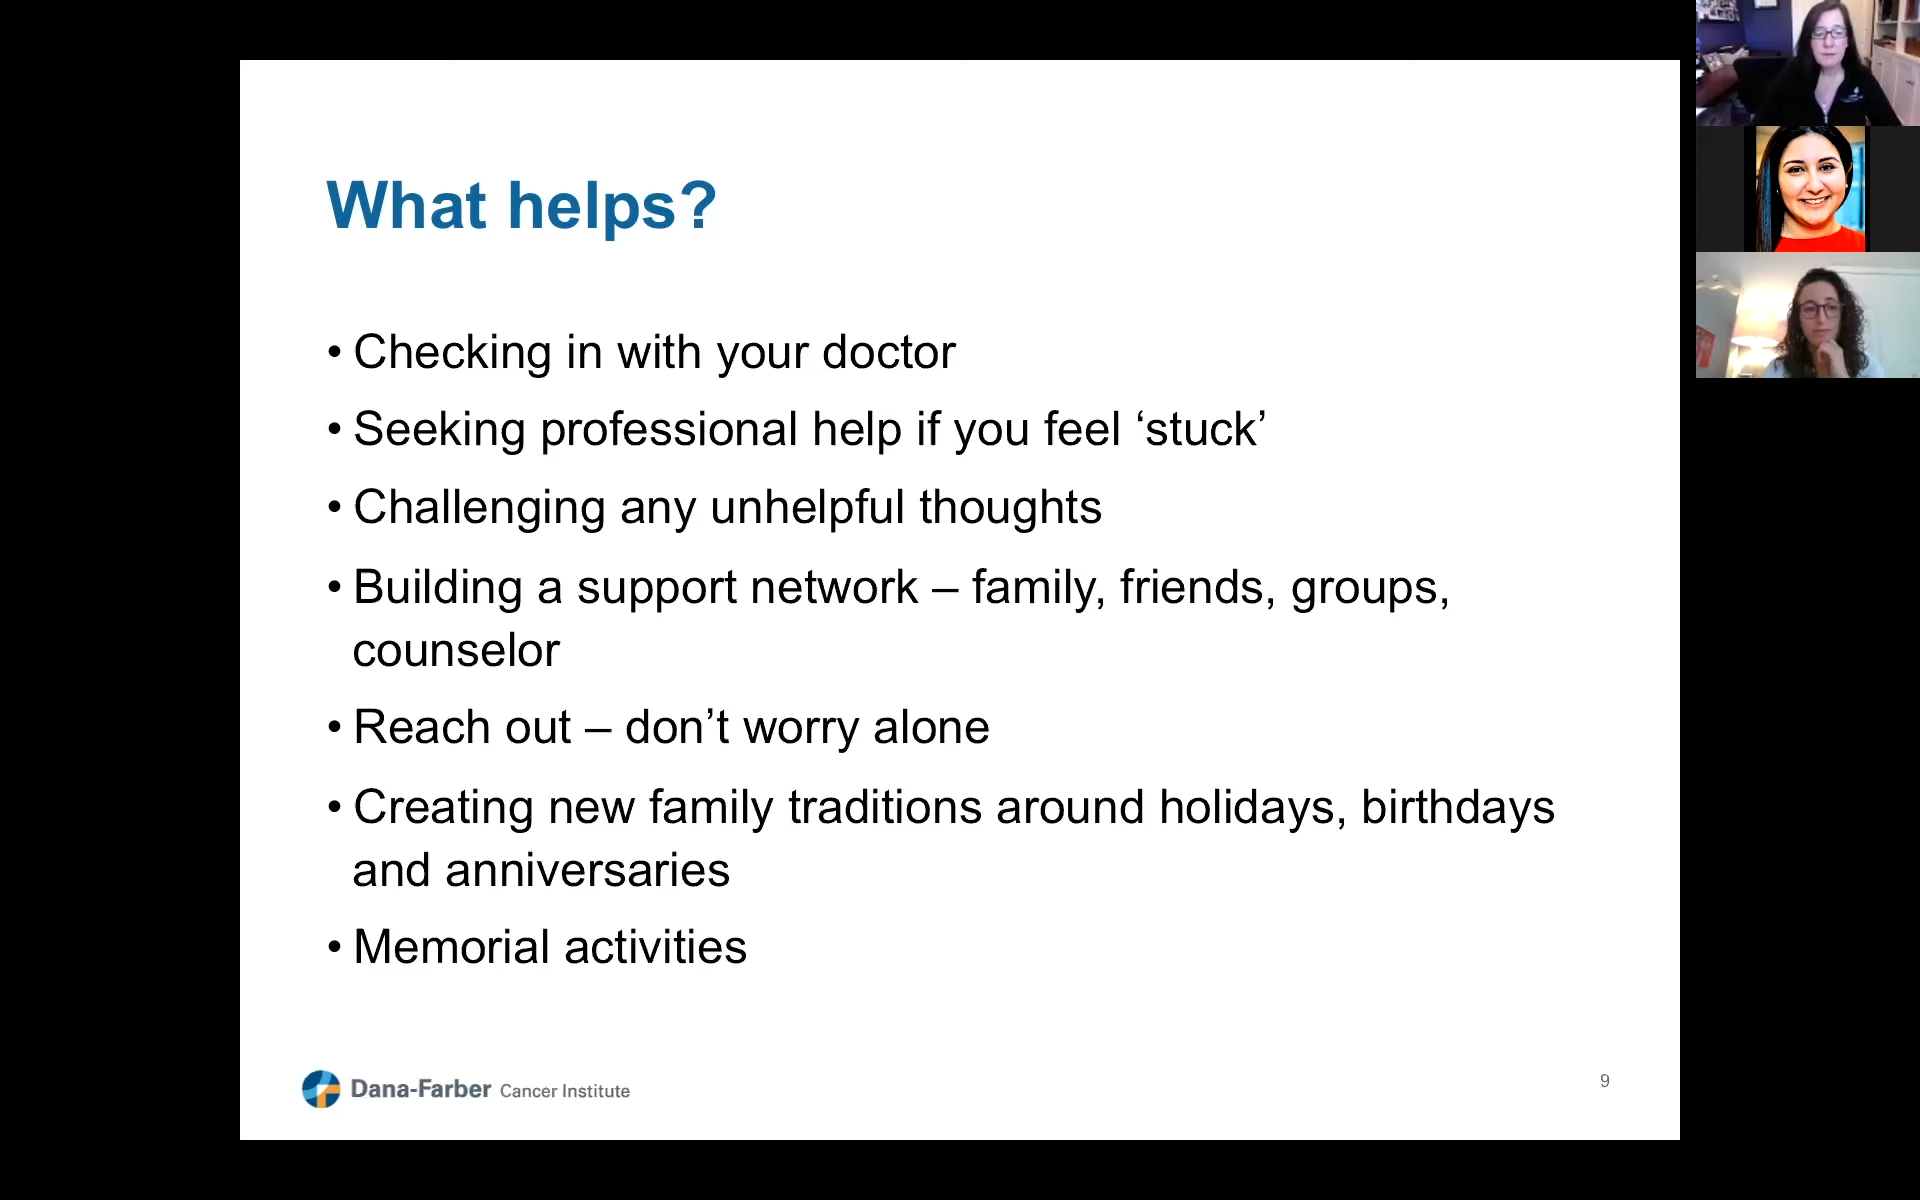 What helps?
• Checking in with your doctor
• Seeking professional help if you feel ‘stuck’
• Challenging any unhelpful thoughts
• Building a support network – family, friends, groups,
counselor
• Reach out – don’t worry alone
• Creating new family traditions around holidays, birthdays
and anniversaries
• Memorial activities
Dana-Farber Cancer Institute
9